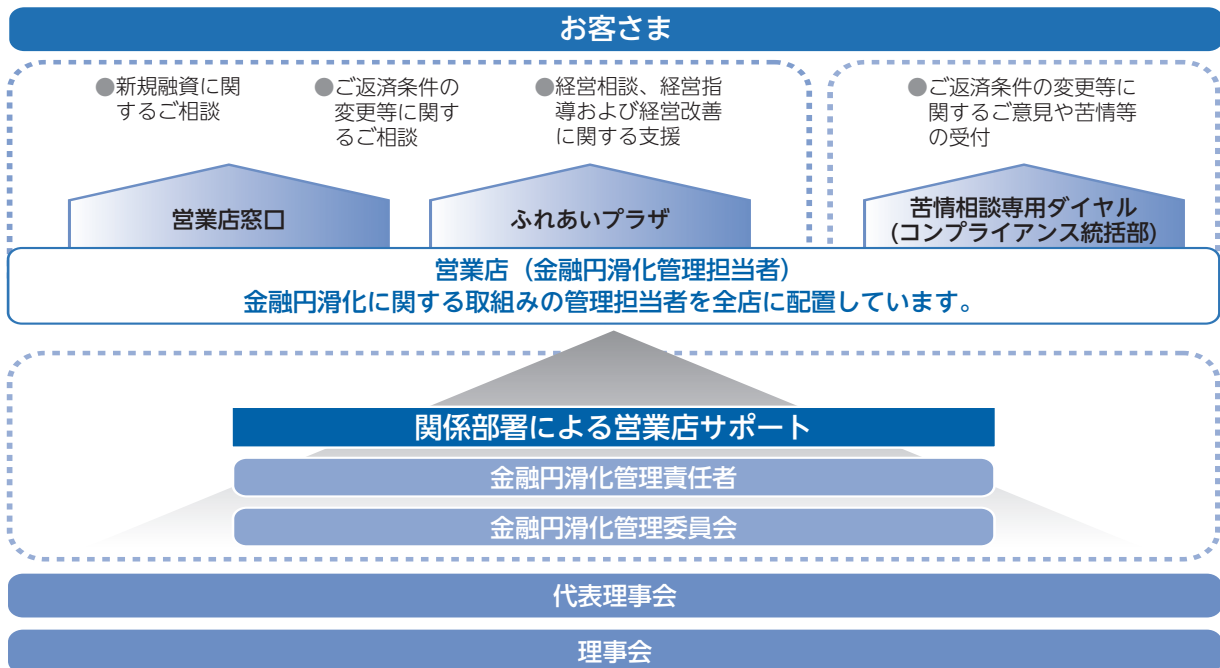 お客さま
●新規融資に関
するご相談
●ご返済条件の
変更等に関す
るご相談
●経営相談、経営指
導および経営改善
に関する支援
●ご返済条件の変更等に
関するご意見や苦情等
の受付
営業店窓口
ふれあいプラザ
苦情相談専用ダイヤル
(コンプライアンス統括部)
営業店（金融円滑化管理担当者）
金融円滑化に関する取組みの管理担当者を全店に配置しています。
関係部署による営業店サポート
金融円滑化管理責任者
金融円滑化管理委員会
代表理事会
理事会